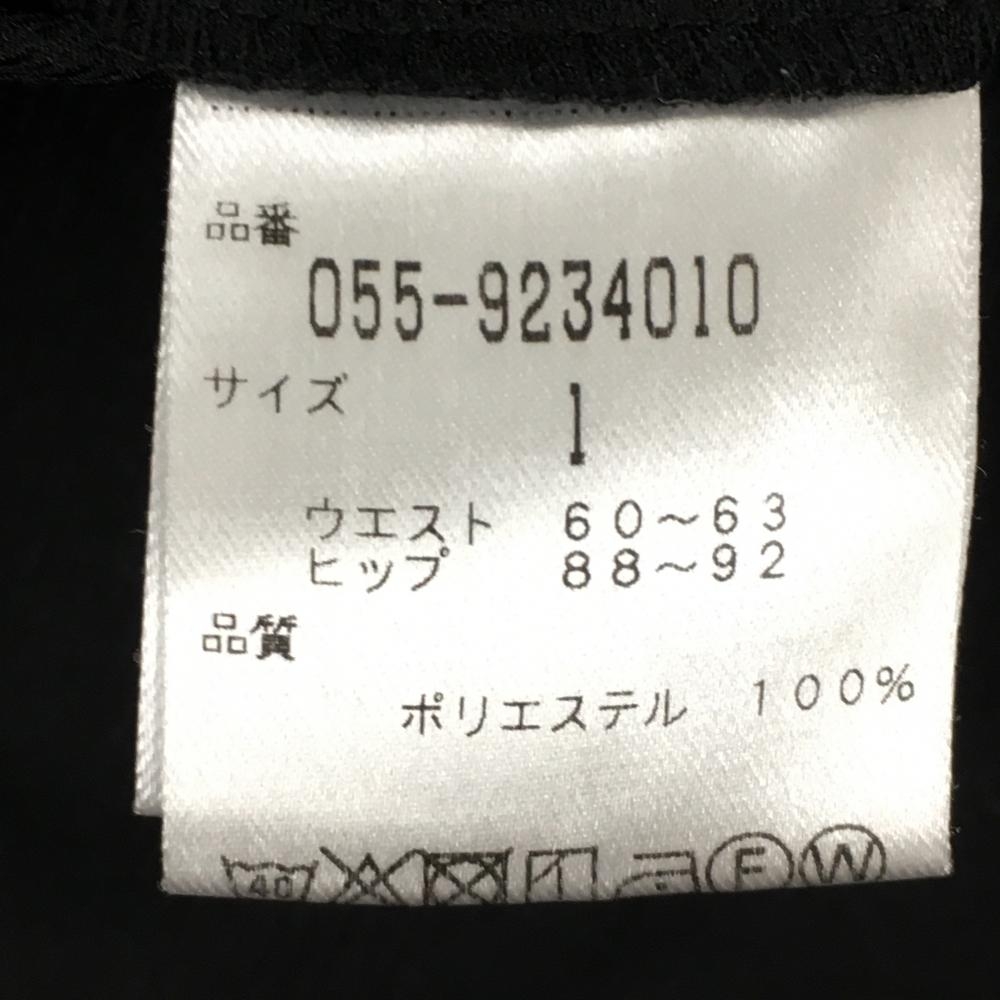 品番
055-9234010
サイズ
1
ウエスト 60～63
ヒップ 88～92
品質
ポリエステル 100%
40 F W